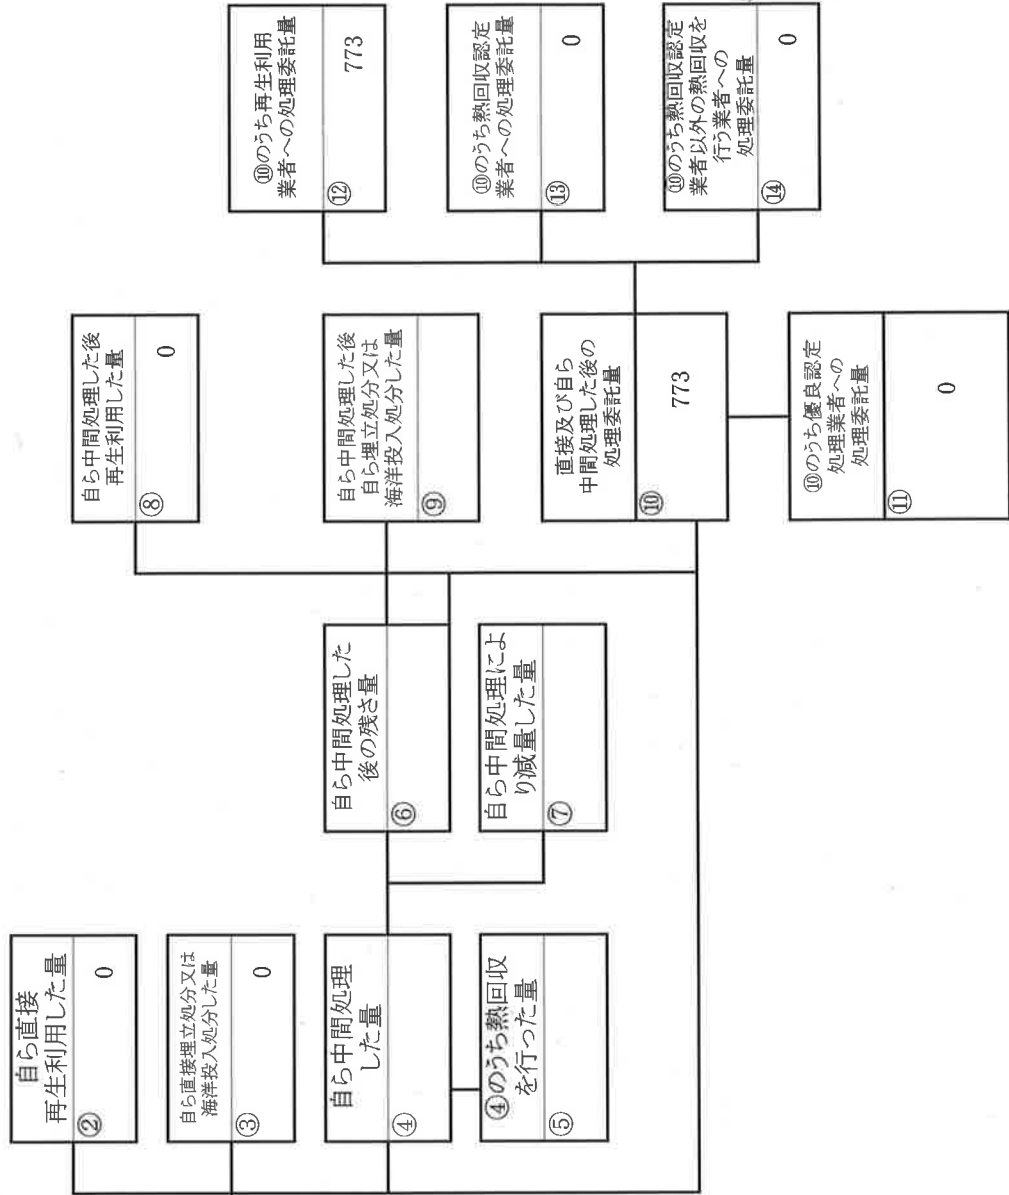 自ら直接
再生利用した量
②
0
自ら直接埋立処分又は
海洋投入処分した量
③
0
自ら中間処理
した量
④
④のうち熱回収
を行った量
⑤
自ら中間処理した
後の残さ量
⑥
自ら中間処理によ
り減量した量
⑦
自ら中間処理した後
再生利用した量
⑧
0
自ら中間処理した後
自ら埋立処分又は
海洋投入処分した量
⑨
直接及び自ら
中間処理した後の
処理委託量
⑩
773
⑩のうち優良認定
処理業者への
処理委託量
⑪
0
⑩のうち再生利用
業者への処理委託量
⑫
773
⑩のうち熱回収認定
業者への処理委託量
⑬
0
⑩のうち熱回収認定
業者以外の熱回収を
行う業者への
処理委託量
⑭
0